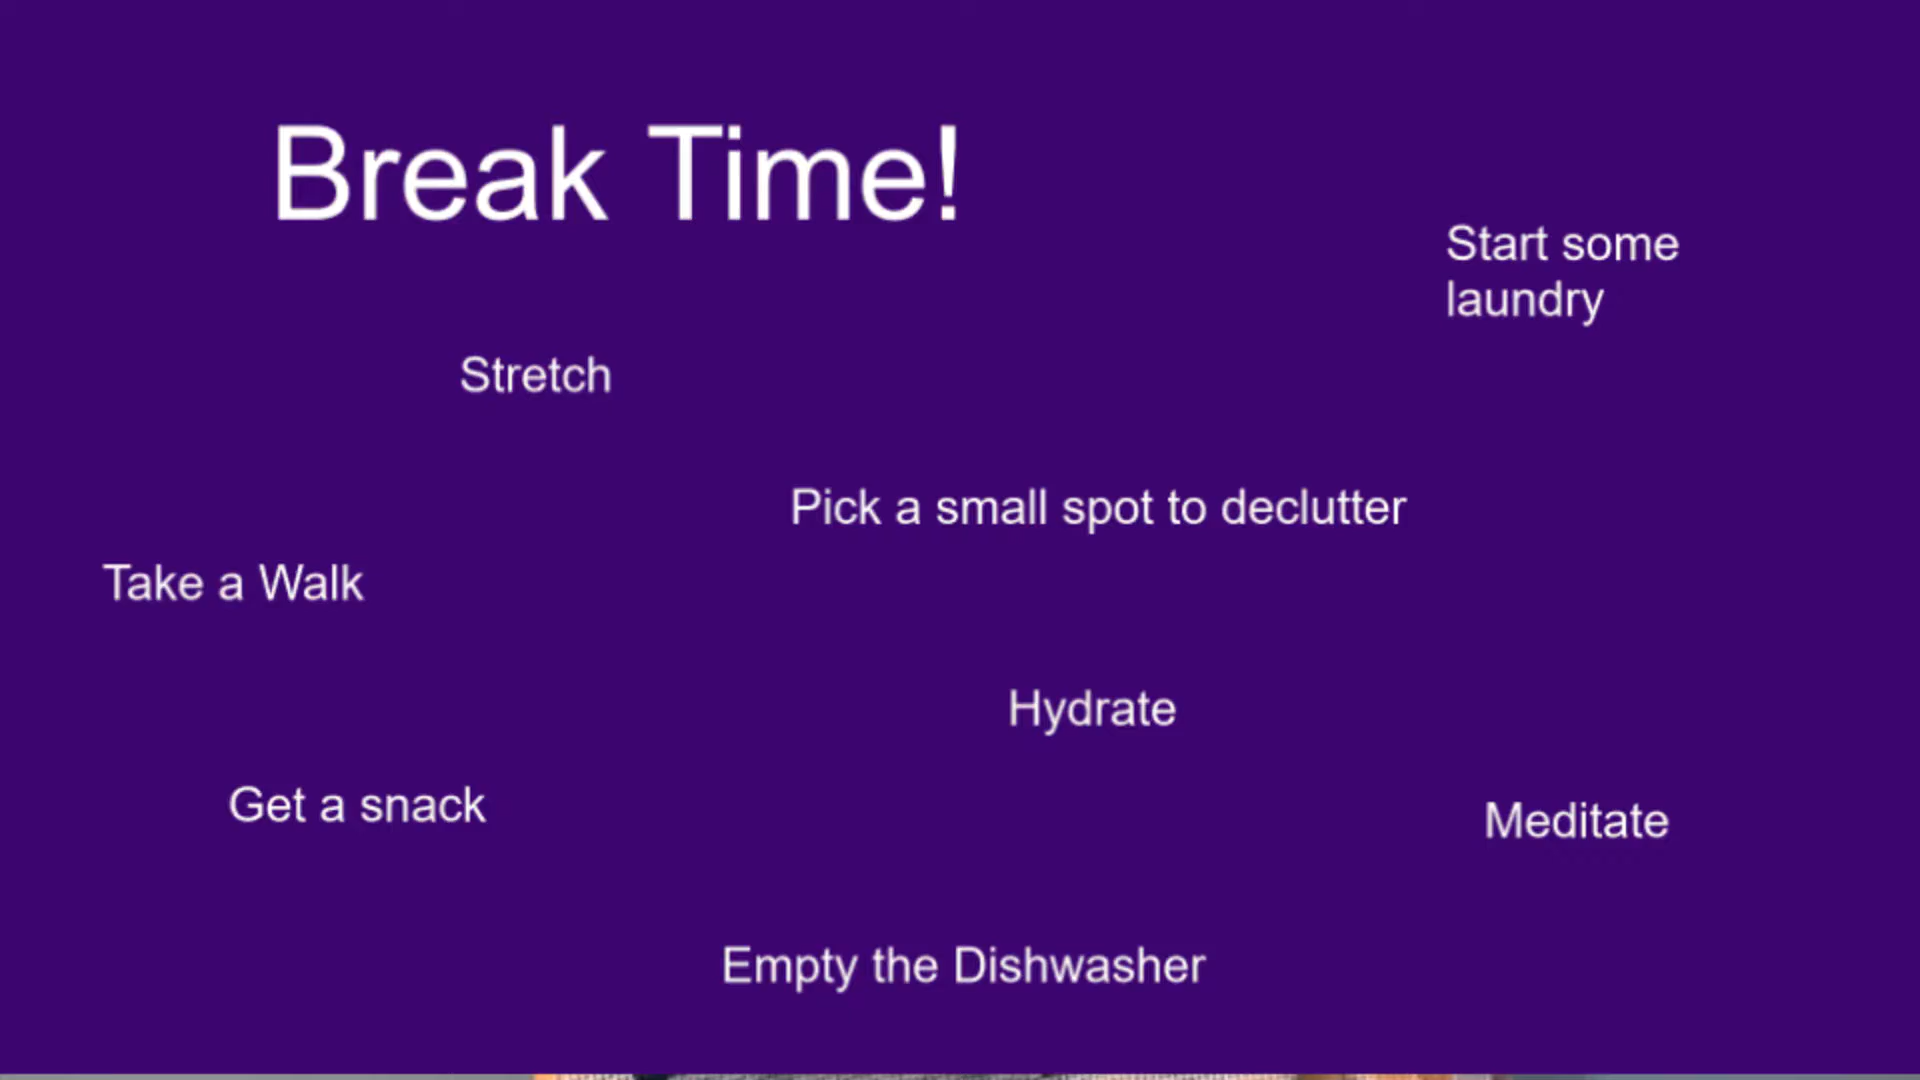 Break Time!
Start some
laundry
Stretch
Pick a small spot to declutter
Take a Walk
Hydrate
Get a snack
Meditate
Empty the Dishwasher